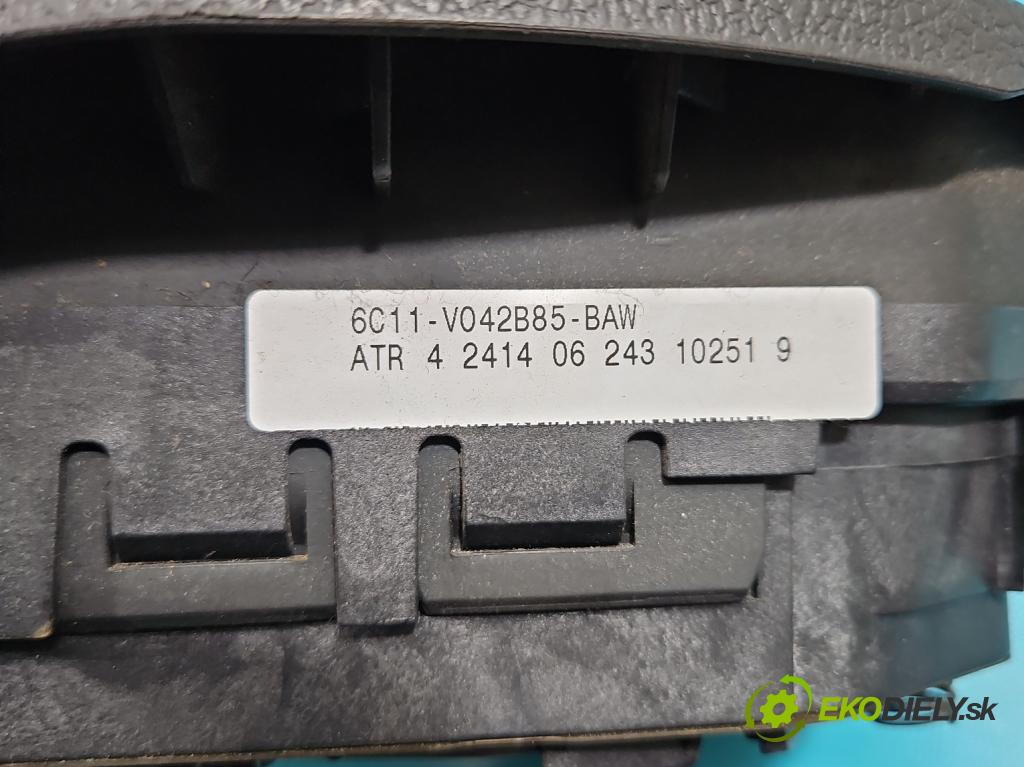 6C11-V042B85-BAW
ATR 4 2414 06 243 10251 9
EKODIELY.sk